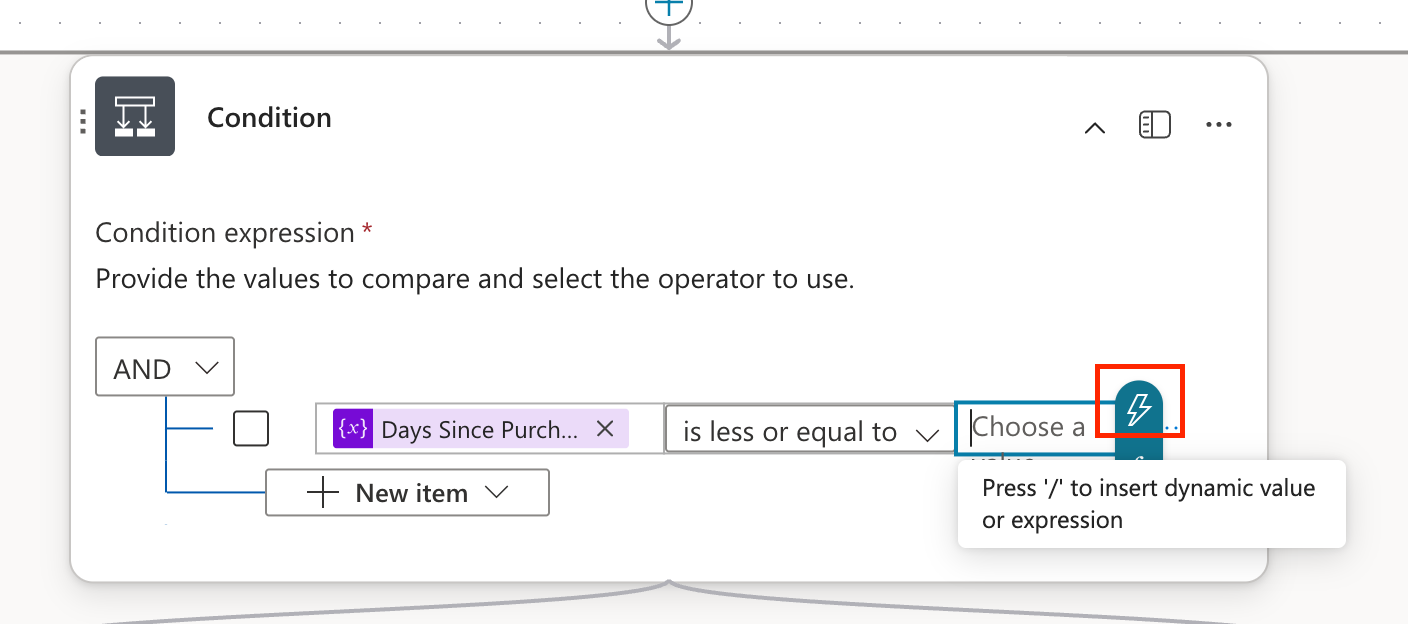 Condition
Condition expression *
Provide the values to compare and select the operator to use.
AND
{x} Days Since Purch... is less or equal to Choose a
New item
Press '/' to insert dynamic value
or expression